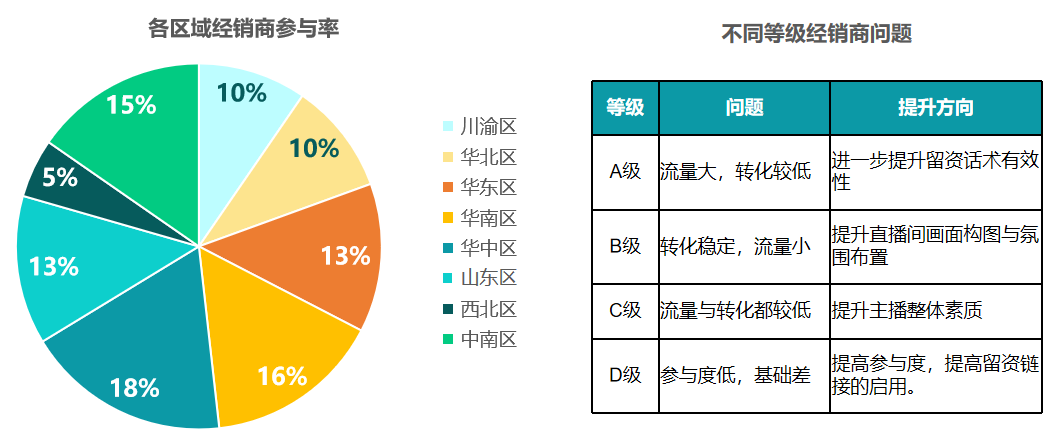 各区域经销商参与率
10%
10%
13%
16%
18%
13%
5%
15%
川渝区
华北区
华东区
华南区
华中区
山东区
西北区
中南区
不同等级经销商问题
等级 问题 提升方向
A级 流量大，转化较低 进一步提升留资话术有效
性
B级 转化稳定，流量小 提升直播间画面构图与氛
围布置
C级 流量与转化都较低 提升主播整体素质
D级 参与度低，基础差 提高参与度，提高留资链
接的启用。